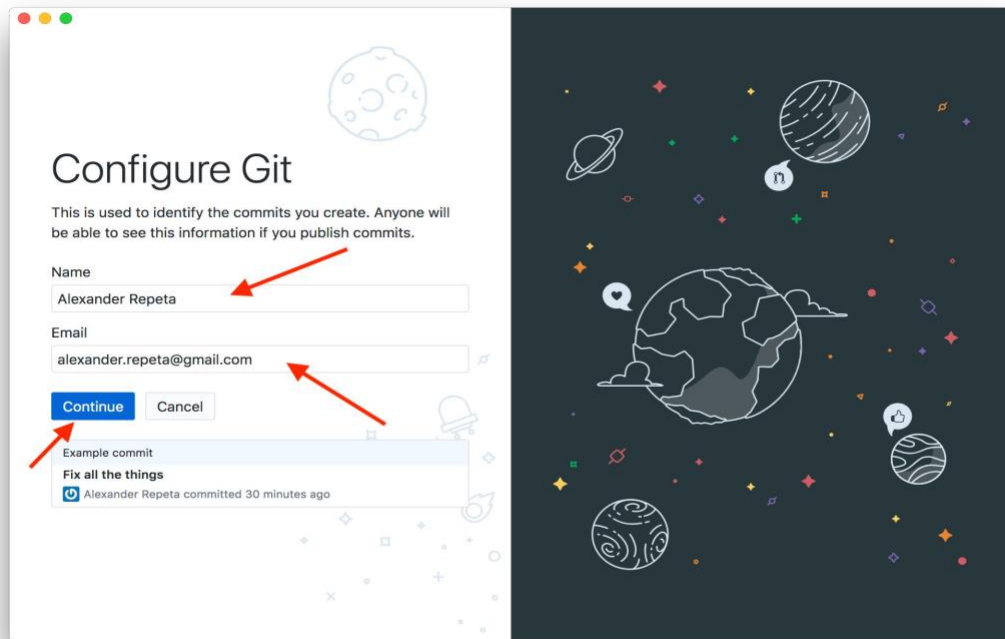 Configure Git
This is used to identify the commits you create. Anyone will
be able to see this information if you publish commits.
Name
Alexander Repeta
Email
alexander.repeta@gmail.com
Continue Cancel
Example commit
Fix all the things
Alexander Repeta committed 30 minutes ago